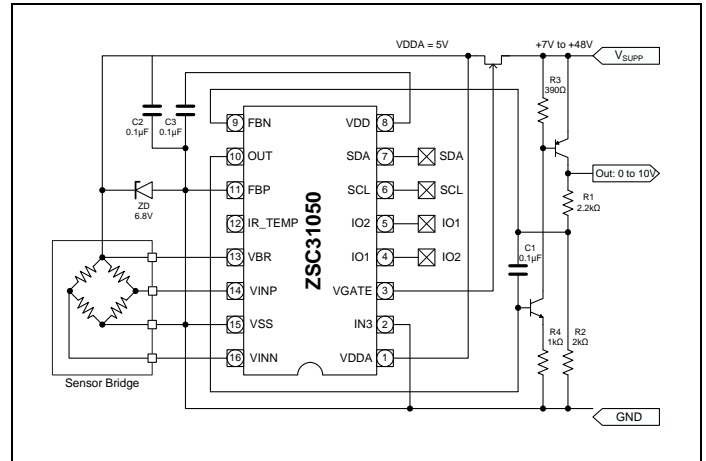 VDDA = 5V
+7V to +48V
VSUPP
R3
390Ω
C2
0.1µF
C3
0.1µF
9 FBN
VDD 8
10 OUT
SDA 7
SDA
Out: 0 to 10V
11 FBP
SCL 6
SCL
R1
2.2kΩ
ZD
6.8V
12 IR_TEMP
IO2 5
IO1
C1
0.1µF
13 VBR
IO1 4
IO2
ZSC31050
14 VINP
VGATE 3
15 VSS
IN3 2
R4
1kΩ
R2
2kΩ
16 VINN
VDDA 1
Sensor Bridge
GND